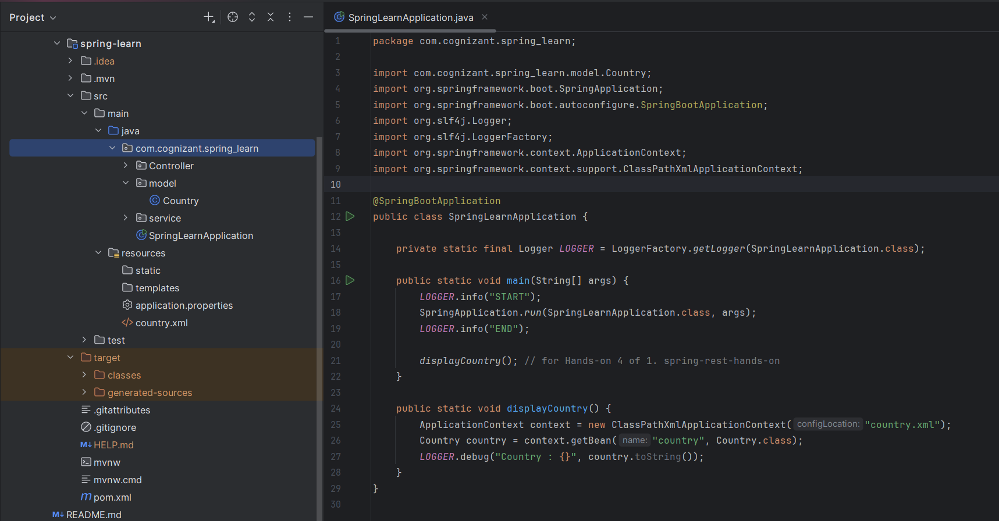 Project
spring-learn
.idea
.mvn
src
main
java
com.cognizant.spring_learn
Controller
model
Country
service
SpringLearnApplication
resources
static
templates
application.properties
country.xml
test
target
classes
generated-sources
.gitattributes
.gitignore
HELP.md
mvnw
mvnw.cmd
pom.xml
README.md
SpringLearnApplication.java
1 package com.cognizant.spring_learn;
2
3 import com.cognizant.spring_learn.model.Country;
4 import org.springframework.boot.SpringApplication;
5 import org.springframework.boot.autoconfigure.SpringBootApplication;
6 import org.slf4j.Logger;
7 import org.slf4j.LoggerFactory;
8 import org.springframework.context.ApplicationContext;
9 import org.springframework.context.support.ClassPathXmlApplicationContext;
10
11 @SpringBootApplication
12 public class SpringLearnApplication {
13
14 private static final Logger LOGGER = LoggerFactory.getLogger(SpringLearnApplication.class);
15
16 public static void main(String[] args) {
17 LOGGER.info("START");
18 SpringApplication.run(SpringLearnApplication.class, args);
19 LOGGER.info("END");
20
21 displayCountry(); // for Hands-on 4 of 1. spring-rest-hands-on
22 }
23
24 public static void displayCountry() {
25 ApplicationContext context = new ClassPathXmlApplicationContext( configLocation: "country.xml");
26 Country country = context.getBean( name: "country", Country.class);
27 LOGGER.debug("Country : {}", country.toString());
28 }
29 }
30